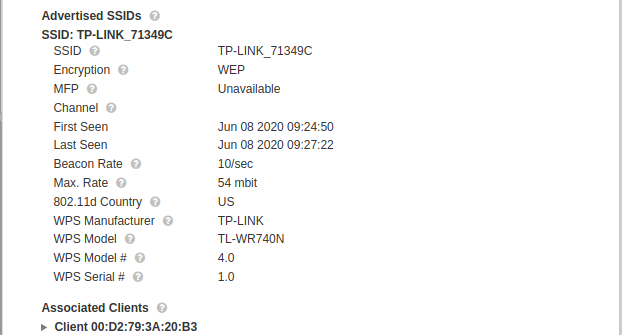 Advertised SSIDs
SSID: TP-LINK_71349C
SSID TP-LINK_71349C
Encryption WEP
MFP Unavailable
Channel
First Seen Jun 08 2020 09:24:50
Last Seen Jun 08 2020 09:27:22
Beacon Rate 10/sec
Max. Rate 54 mbit
802.11d Country US
WPS Manufacturer TP-LINK
WPS Model TL-WR740N
WPS Model # 4.0
WPS Serial # 1.0
Associated Clients
Client 00:D2:79:3A:20:B3